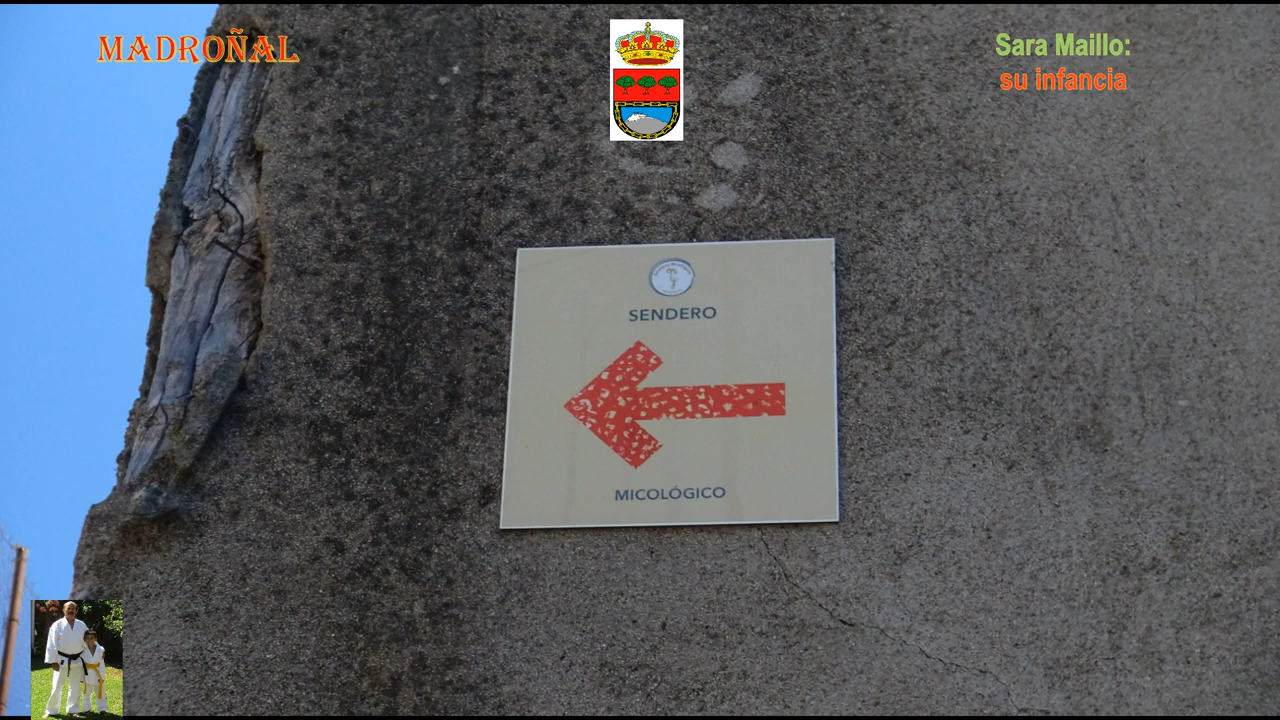 MADROÑAL
Sara Maillo:
su infancia
SENDERO
MICOLÓGICO